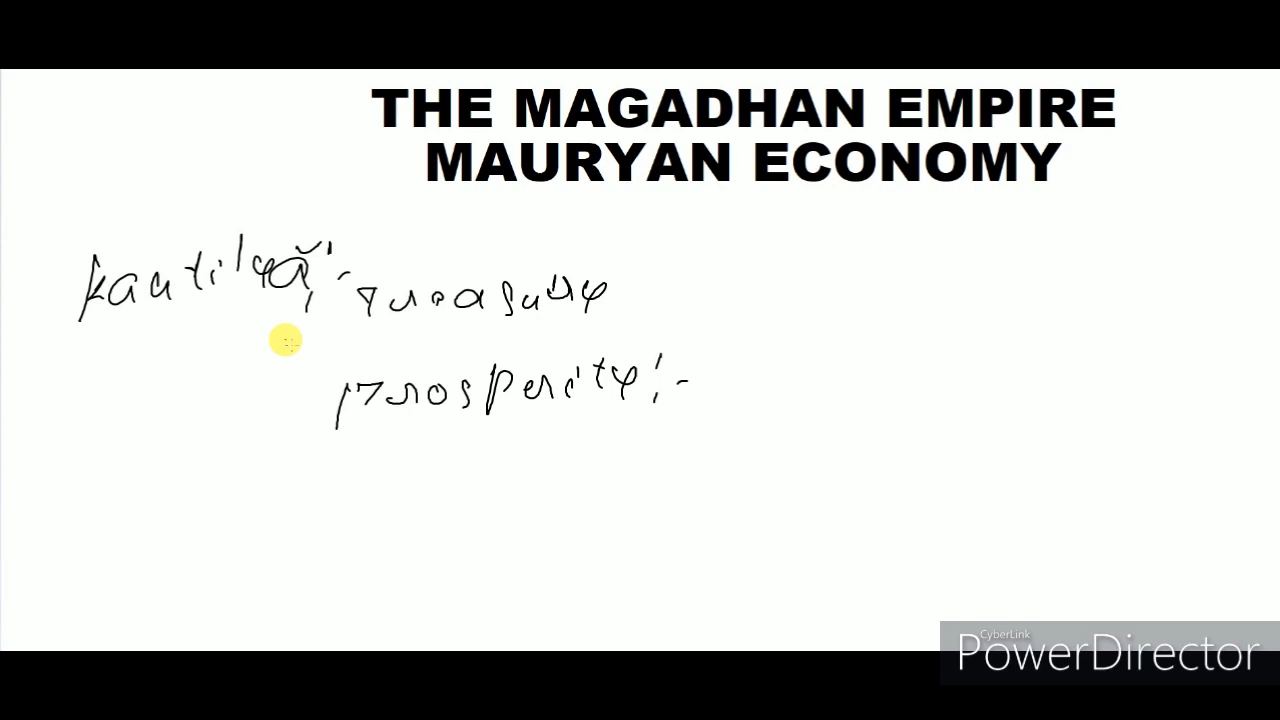 THE MAGADHAN EMPIRE
MAURYAN ECONOMY
kautilya :- Treasury
prosperity :-
CyberLink
PowerDirector